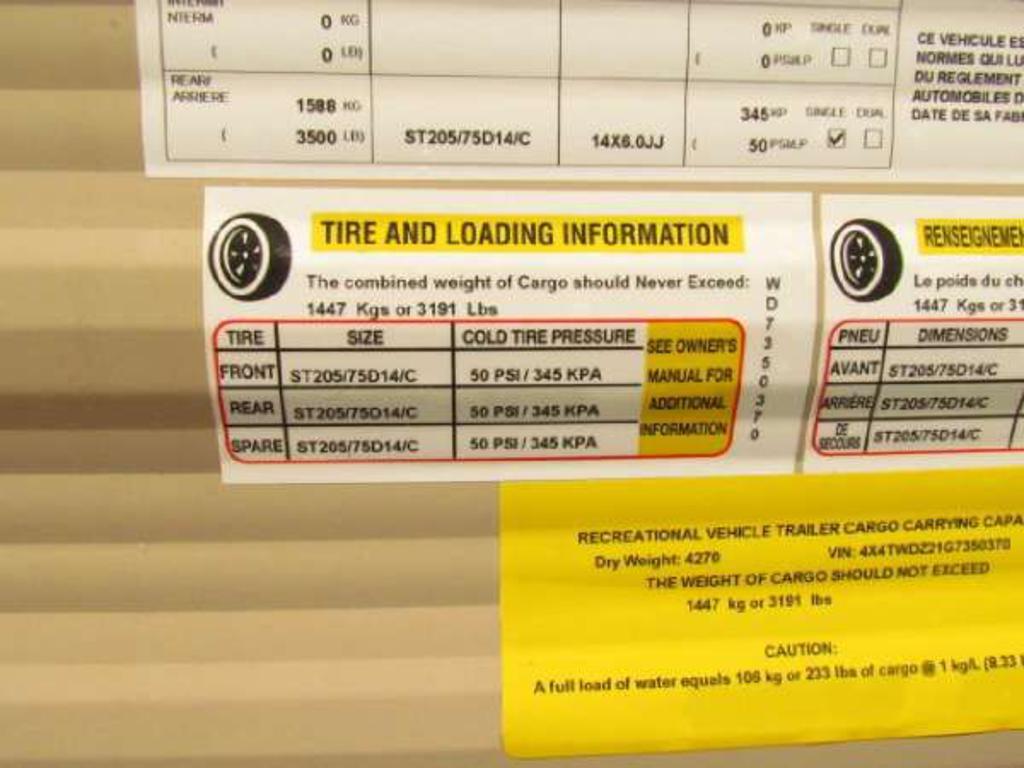 INTERM 0 KG 0 KP SINGLE DUAL
( 0 LB) ( 0 PSI/LP
REAR/
ARRIERE 1588 KG 345 KP SINGLE DUAL
( 3500 LB) ST205/75D14/C 14X6.0JJ ( 50 PSI/LP
CE VEHICULE ES
NORMES QUI LU
DU REGLEMENT
AUTOMOBILES D
DATE DE SA FAB
TIRE AND LOADING INFORMATION
The combined weight of Cargo should Never Exceed:
1447 Kgs or 3191 Lbs
TIRE SIZE COLD TIRE PRESSURE
FRONT ST205/75D14/C 50 PSI / 345 KPA
REAR ST205/75D14/C 50 PSI / 345 KPA
SPARE ST205/75D14/C 50 PSI / 345 KPA
SEE OWNER'S
MANUAL FOR
ADDITIONAL
INFORMATION
WD7350370
RENSEIGNEMEN
Le poids du ch
1447 Kgs or 31
PNEU DIMENSIONS
AVANT ST205/75D14/C
ARRIÈRE ST205/75D14/C
DE
SECOURS ST205/75D14/C
RECREATIONAL VEHICLE TRAILER CARGO CARRYING CAPA
Dry Weight: 4270 VIN: 4X4TWDZ21G7350370
THE WEIGHT OF CARGO SHOULD NOT EXCEED
1447 kg or 3191 lbs
CAUTION:
A full load of water equals 106 kg or 233 lbs of cargo @ 1 kg/L (8.33